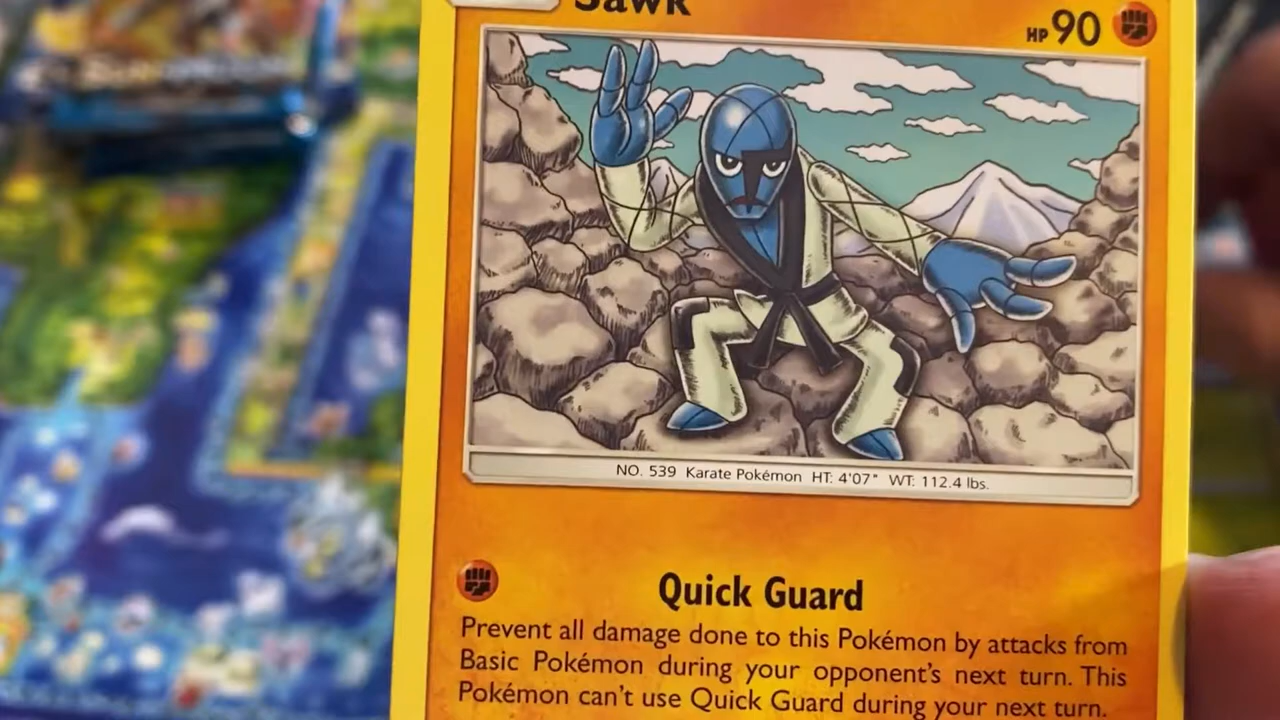 Sawk
HP 90
NO. 539 Karate Pokémon HT: 4'07" WT: 112.4 lbs.
Quick Guard
Prevent all damage done to this Pokémon by attacks from
Basic Pokémon during your opponent's next turn. This
Pokémon can't use Quick Guard during your next turn.